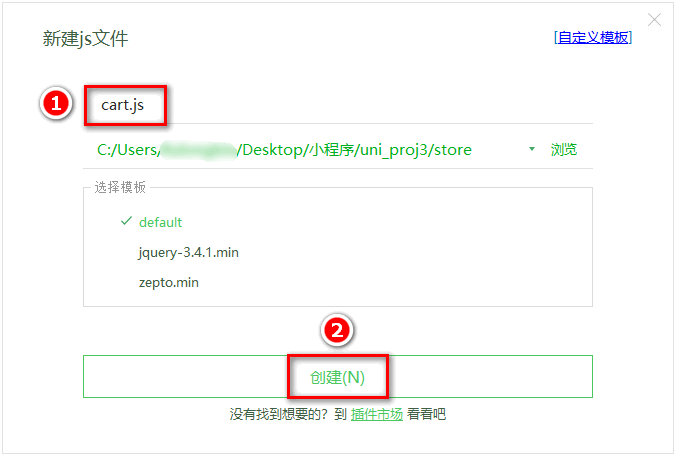 新建js文件
[自定义模板]
1
cart.js
C:/Users/ /Desktop/小程序/uni_proj3/store
浏览
选择模板
default
jquery-3.4.1.min
zepto.min
2
创建(N)
没有找到想要的？到 插件市场 看看吧